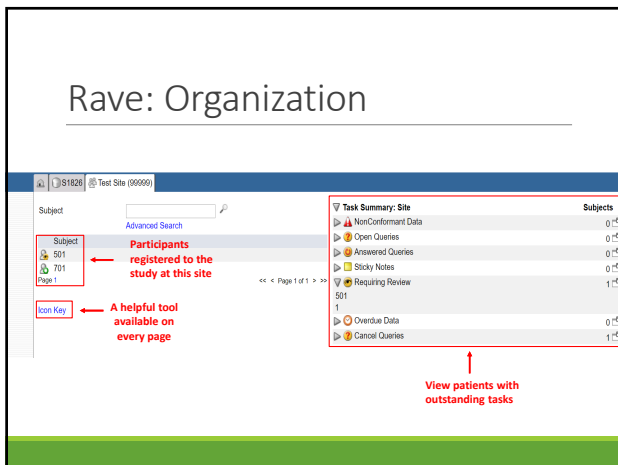 Rave: Organization
S1826
Test Site (99999)
Subject
Advanced Search
Subject
501
701
Page 1
<< < Page 1 of 1 > >>
Icon Key
Participants
registered to the
study at this site
A helpful tool
available on
every page
Task Summary: Site Subjects
NonConformant Data 0
Open Queries 0
Answered Queries 0
Sticky Notes 0
Requiring Review 1
501
1
Overdue Data 0
Cancel Queries 1
View patients with
outstanding tasks